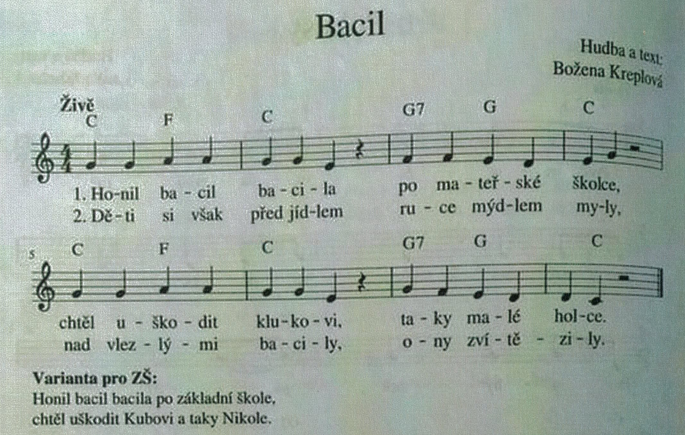 Bacil
Hudba a text:
Božena Kreplová
Živě
C F C G7 G C
4
4
1. Ho-nil ba - cil ba - ci - la po ma - teř - ské školce,
2. Dě - ti si však před jíd-lem ru - ce mýd-lem my-ly,
5 C F C G7 G C
chtěl u - ško - dit klu-ko - vi, ta - ky ma - lé hol-ce.
nad vlez - lý - mi ba - ci - ly, o - ny zví - tě - zi - ly.
Varianta pro ZŠ:
Honil bacil bacila po základní škole,
chtěl uškodit Kubovi a taky Nikole.